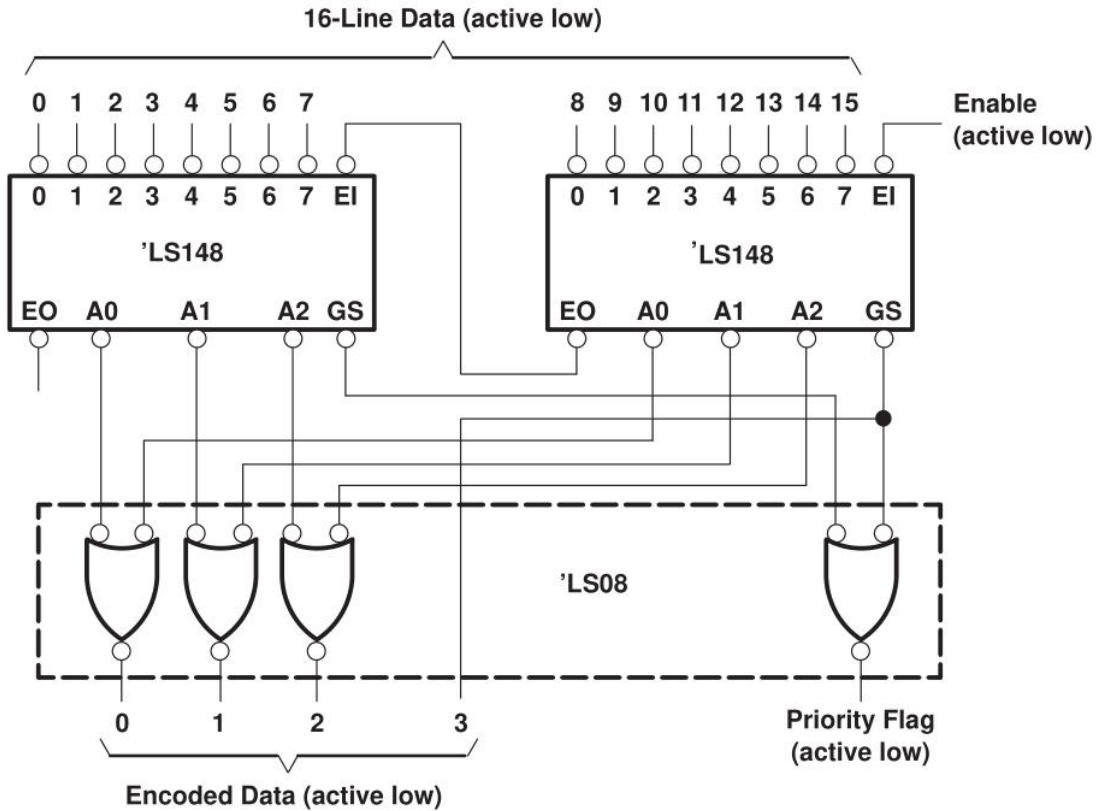 16-Line Data (active low)
0 1 2 3 4 5 6 7
8 9 10 11 12 13 14 15
Enable
(active low)
0 1 2 3 4 5 6 7 EI
0 1 2 3 4 5 6 7 EI
’LS148
’LS148
EO A0 A1 A2 GS
EO A0 A1 A2 GS
’LS08
0 1 2 3
Priority Flag
(active low)
Encoded Data (active low)